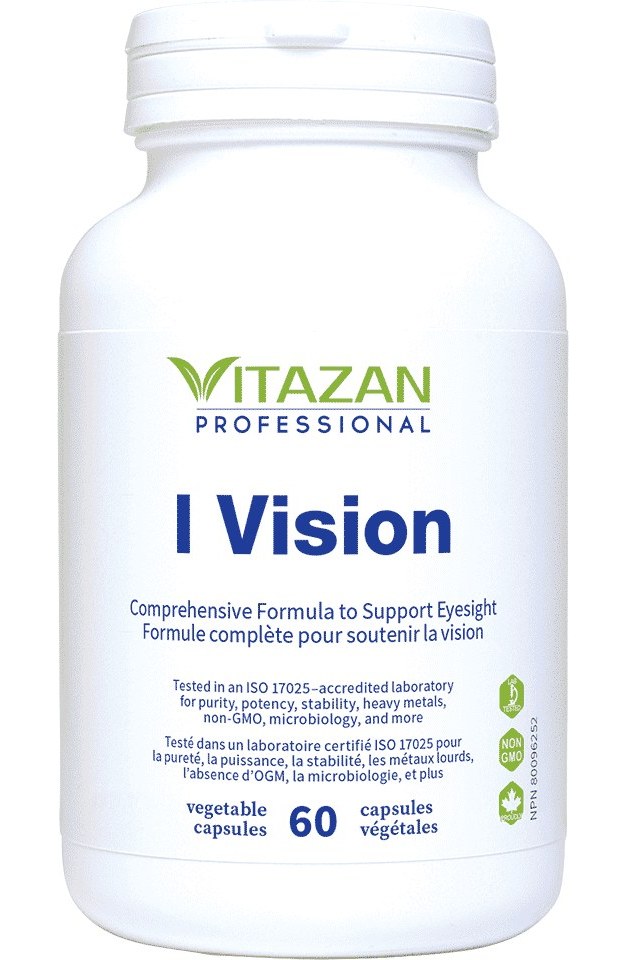 VITAZAN
PROFESSIONAL
I Vision
Comprehensive Formula to Support Eyesight
Formule complète pour soutenir la vision
Tested in an ISO 17025–accredited laboratory
for purity, potency, stability, heavy metals,
non-GMO, microbiology, and more
Testé dans un laboratoire certifié ISO 17025 pour
la pureté, la puissance, la stabilité, les métaux lourds,
l’absence d’OGM, la microbiologie, et plus
vegetable
capsules
60
capsules
végétales
LAB
TESTED
NON
GMO
PROUDLY
NPN 80096252